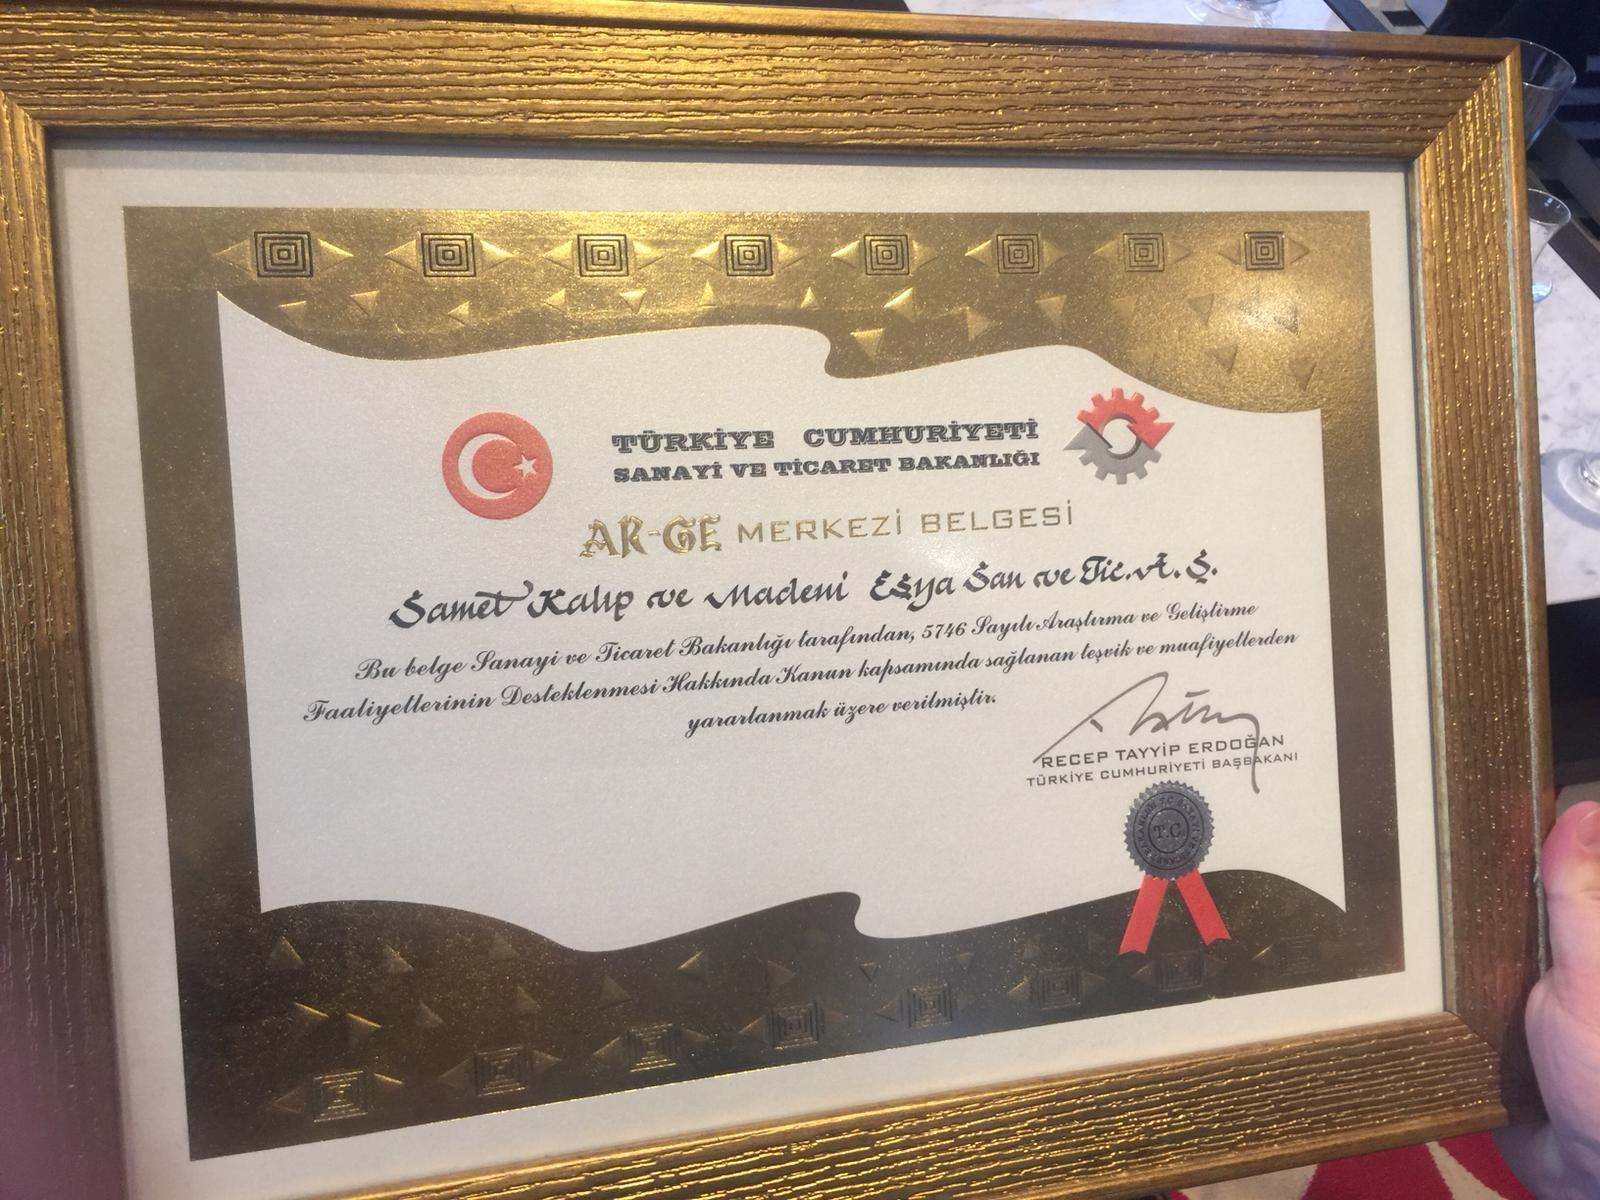 TÜRKİYE CUMHURİYETİ
SANAYİ VE TİCARET BAKANLIĞI
AR-GE MERKEZİ BELGESİ
Samet Kalıp ve Madeni Eşya San ve Tic. A. Ş.
Bu belge Sanayi ve Ticaret Bakanlığı tarafından, 5746 Sayılı Araştırma ve Geliştirme
Faaliyetlerinin Desteklenmesi Hakkında Kanun kapsamında sağlanan teşvik ve muafiyetlerden
yararlanmak üzere verilmiştir.
RECEP TAYYİP ERDOĞAN
TÜRKİYE CUMHURİYETİ BAŞBAKANI
T.C.